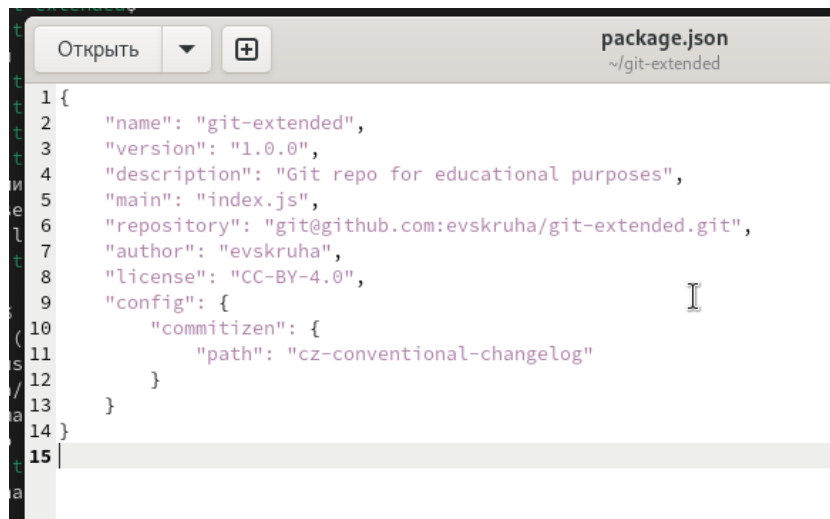 Открыть
package.json
~/git-extended
1 {
2     "name": "git-extended",
3     "version": "1.0.0",
4     "description": "Git repo for educational purposes",
5     "main": "index.js",
6     "repository": "git@github.com:evskruha/git-extended.git",
7     "author": "evskruha",
8     "license": "CC-BY-4.0",
9     "config": {
10         "commitizen": {
11             "path": "cz-conventional-changelog"
12         }
13     }
14 }
15